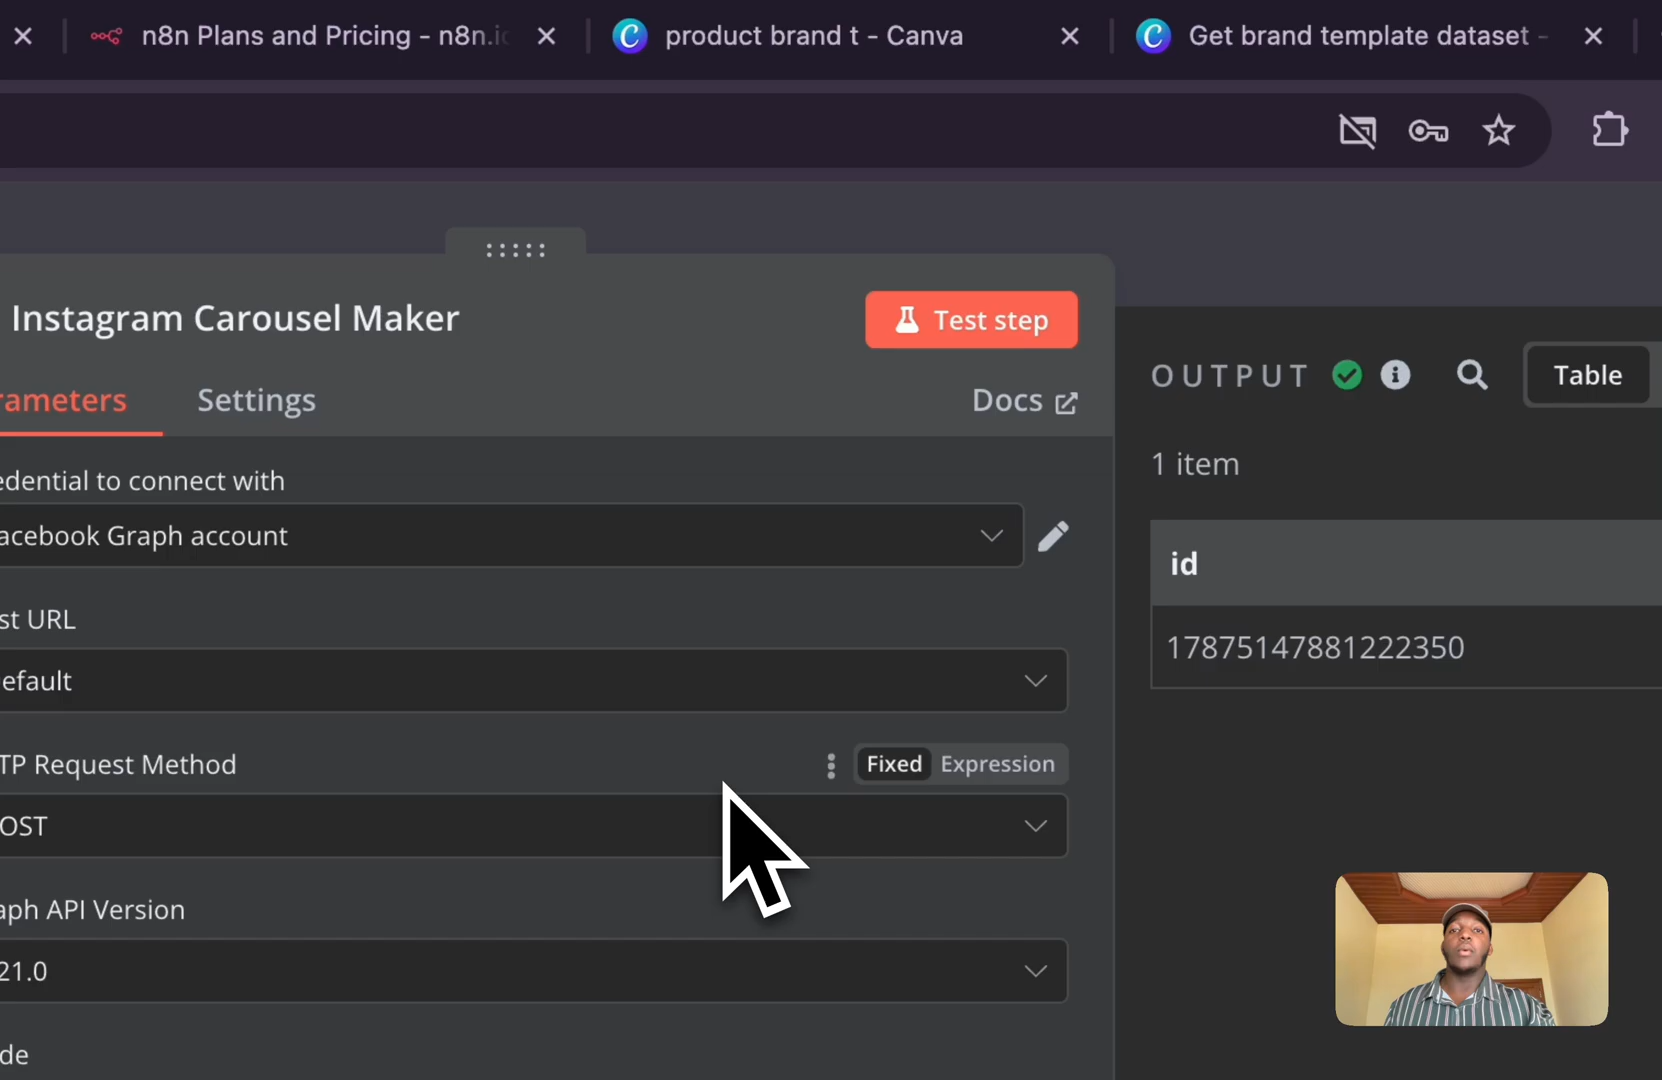 n8n Plans and Pricing - n8n.i
product brand t - Canva
Get brand template dataset -
Instagram Carousel Maker
Test step
rameters
Settings
Docs
OUTPUT
Table
1 item
edential to connect with
acebook Graph account
id
st URL
17875147881222350
efault
TP Request Method
Fixed
Expression
OST
aph API Version
21.0
de